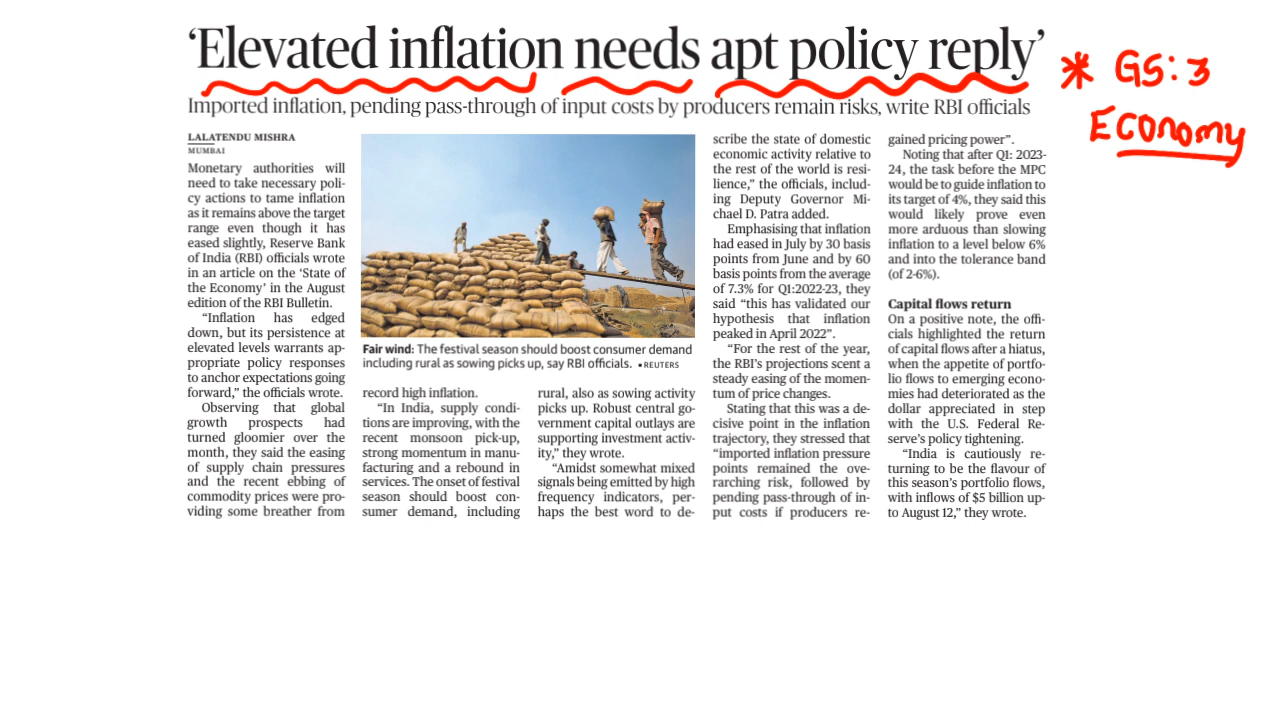 ‘Elevated inflation needs apt policy reply’
* GS: 3
Economy
Imported inflation, pending pass-through of input costs by producers remain risks, write RBI officials
LALATENDU MISHRA
MUMBAI
Monetary authorities will
need to take necessary poli-
cy actions to tame inflation
as it remains above the target
range even though it has
eased slightly, Reserve Bank
of India (RBI) officials wrote
in an article on the ‘State of
the Economy’ in the August
edition of the RBI Bulletin.
“Inflation has edged
down, but its persistence at
elevated levels warrants ap-
propriate policy responses
to anchor expectations going
forward,” the officials wrote.
Observing that global
growth prospects had
turned gloomier over the
month, they said the easing
of supply chain pressures
and the recent ebbing of
commodity prices were pro-
viding some breather from
Fair wind: The festival season should boost consumer demand
including rural as sowing picks up, say RBI officials. • REUTERS
record high inflation.
“In India, supply condi-
tions are improving, with the
recent monsoon pick-up,
strong momentum in manu-
facturing and a rebound in
services. The onset of festival
season should boost con-
sumer demand, including
rural, also as sowing activity
picks up. Robust central go-
vernment capital outlays are
supporting investment activ-
ity,” they wrote.
“Amidst somewhat mixed
signals being emitted by high
frequency indicators, per-
haps the best word to de-
scribe the state of domestic
economic activity relative to
the rest of the world is resi-
lience,” the officials, includ-
ing Deputy Governor Mi-
chael D. Patra added.
Emphasising that inflation
had eased in July by 30 basis
points from June and by 60
basis points from the average
of 7.3% for Q1:2022-23, they
said “this has validated our
hypothesis that inflation
peaked in April 2022”.
“For the rest of the year,
the RBI’s projections scent a
steady easing of the momen-
tum of price changes.
Stating that this was a de-
cisive point in the inflation
trajectory, they stressed that
“imported inflation pressure
points remained the ove-
rarching risk, followed by
pending pass-through of in-
put costs if producers re-
gained pricing power”.
Noting that after Q1: 2023-
24, the task before the MPC
would be to guide inflation to
its target of 4%, they said this
would likely prove even
more arduous than slowing
inflation to a level below 6%
and into the tolerance band
(of 2-6%).
Capital flows return
On a positive note, the offi-
cials highlighted the return
of capital flows after a hiatus,
when the appetite of portfo-
lio flows to emerging econo-
mies had deteriorated as the
dollar appreciated in step
with the U.S. Federal Re-
serve’s policy tightening.
“India is cautiously re-
turning to be the flavour of
this season’s portfolio flows,
with inflows of $5 billion up-
to August 12,” they wrote.